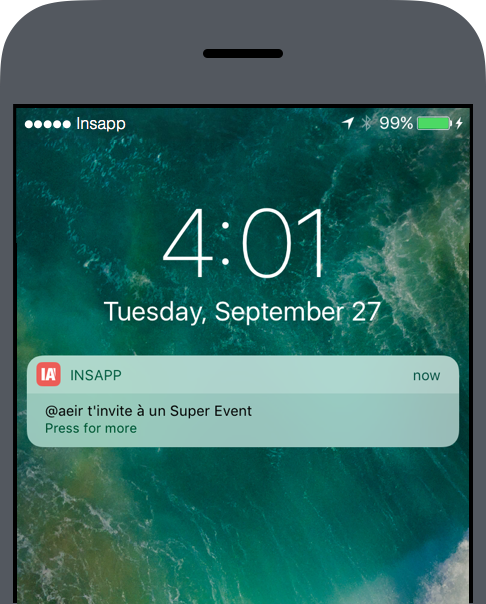 Insapp 99%
4:01
Tuesday, September 27
IA' INSAPP now
@aeir t'invite à un Super Event
Press for more